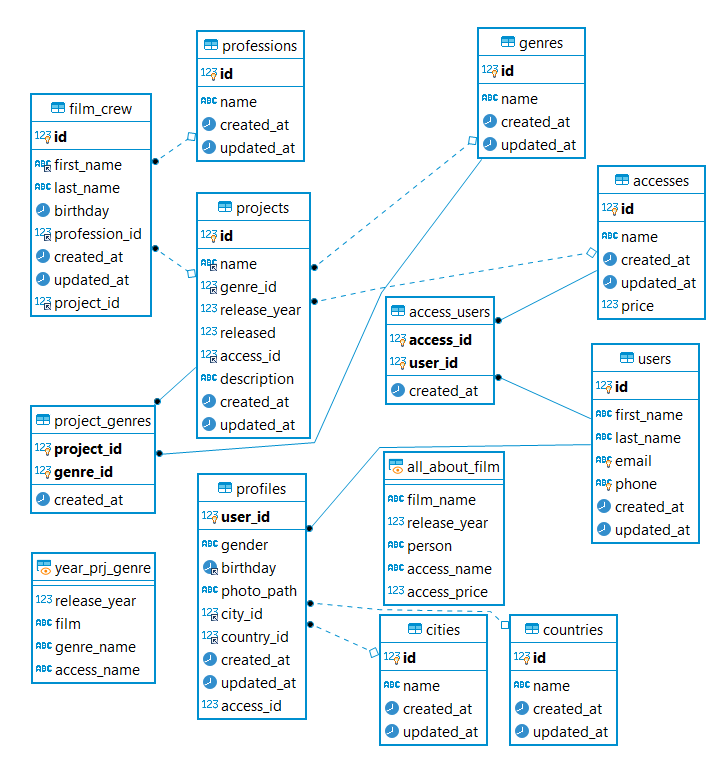 professions
123 id
ABC name
created_at
updated_at
genres
123 id
ABC name
created_at
updated_at
film_crew
123 id
ABC first_name
ABC last_name
birthday
123 profession_id
created_at
updated_at
123 project_id
accesses
123 id
ABC name
created_at
updated_at
123 price
projects
123 id
ABC name
123 genre_id
123 release_year
123 released
123 access_id
ABC description
created_at
updated_at
access_users
123 access_id
123 user_id
created_at
users
123 id
ABC first_name
ABC last_name
ABC email
ABC phone
created_at
updated_at
project_genres
123 project_id
123 genre_id
created_at
all_about_film
ABC film_name
123 release_year
ABC person
ABC access_name
123 access_price
profiles
123 user_id
ABC gender
birthday
ABC photo_path
123 city_id
123 country_id
created_at
updated_at
123 access_id
year_prj_genre
123 release_year
ABC film
ABC genre_name
ABC access_name
cities
123 id
ABC name
created_at
updated_at
countries
123 id
ABC name
created_at
updated_at